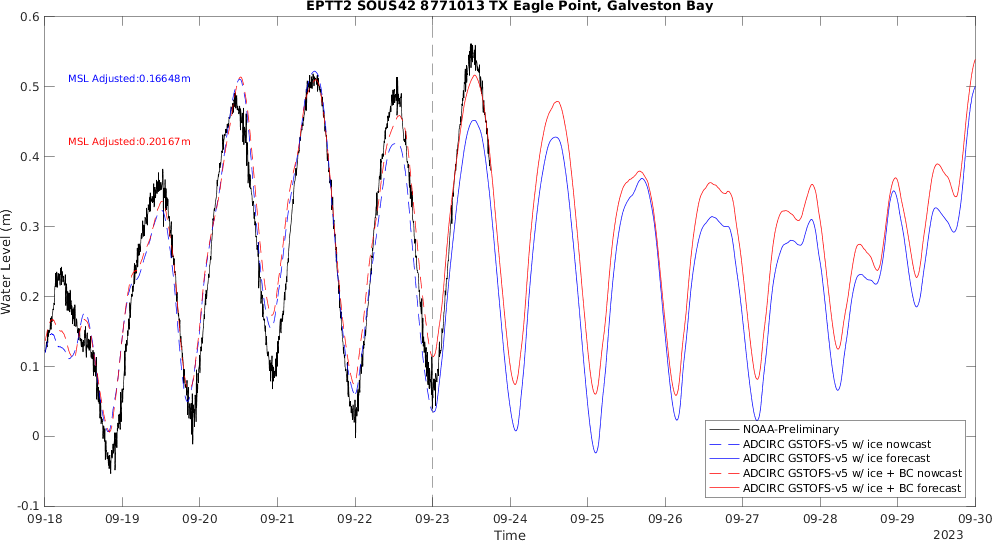 EPTT2 SOUS42 8771013 TX Eagle Point, Galveston Bay
0.6
0.5
0.4
0.3
0.2
0.1
0
-0.1
Water Level (m)
MSL Adjusted:0.16648m
MSL Adjusted:0.20167m
NOAA-Preliminary
ADCIRC GSTOFS-v5 w/ ice nowcast
ADCIRC GSTOFS-v5 w/ ice forecast
ADCIRC GSTOFS-v5 w/ ice + BC nowcast
ADCIRC GSTOFS-v5 w/ ice + BC forecast
09-18 09-19 09-20 09-21 09-22 09-23 09-24 09-25 09-26 09-27 09-28 09-29 09-30
Time
2023